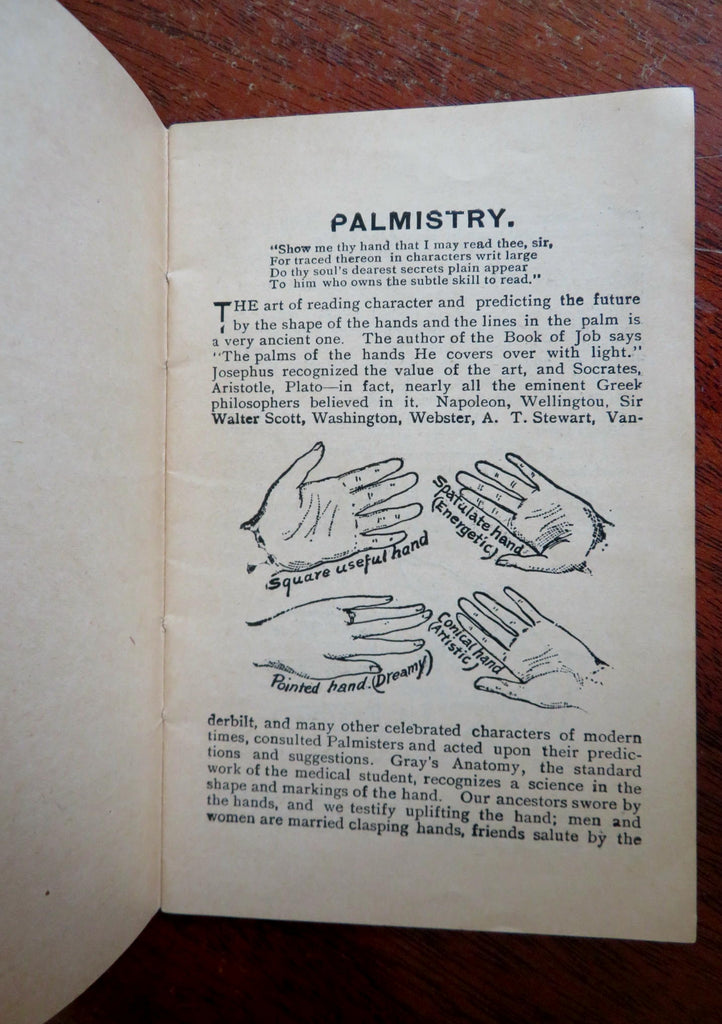 PALMISTRY.
"Show me thy hand that I may read thee, sir,
For traced thereon in characters writ large
Do thy soul's dearest secrets plain appear
To him who owns the subtle skill to read."
THE art of reading character and predicting the future
by the shape of the hands and the lines in the palm is
a very ancient one. The author of the Book of Job says
"The palms of the hands He covers over with light."
Josephus recognized the value of the art, and Socrates,
Aristotle, Plato—in fact, nearly all the eminent Greek
philosophers believed in it. Napoleon, Wellingtou, Sir
Walter Scott, Washington, Webster, A. T. Stewart, Van-
Square useful hand
Spatulate hand
(Energetic)
Pointed hand. (Dreamy)
Conical hand
(Artistic)
derbilt, and many other celebrated characters of modern
times, consulted Palmisters and acted upon their predic-
tions and suggestions. Gray's Anatomy, the standard
work of the medical student, recognizes a science in the
shape and markings of the hand. Our ancestors swore by
the hands, and we testify uplifting the hand; men and
women are married clasping hands, friends salute by the